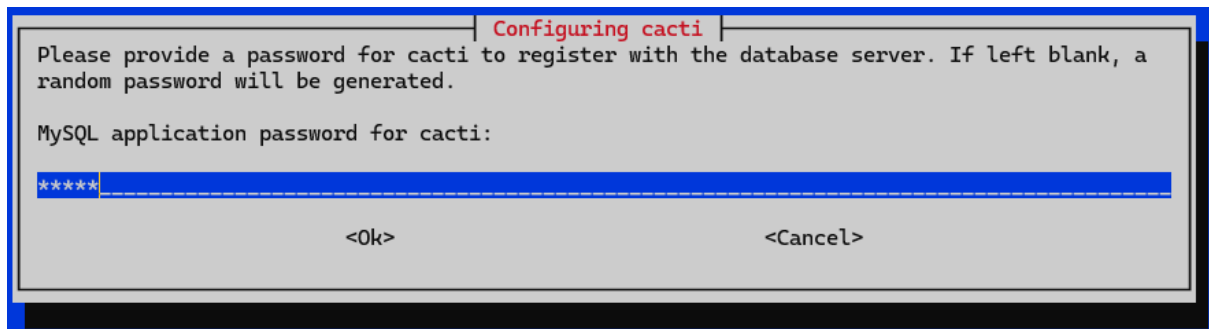 Configuring cacti
Please provide a password for cacti to register with the database server. If left blank, a
random password will be generated.
MySQL application password for cacti:
*****_______________________________________________________________________________________
<Ok> <Cancel>